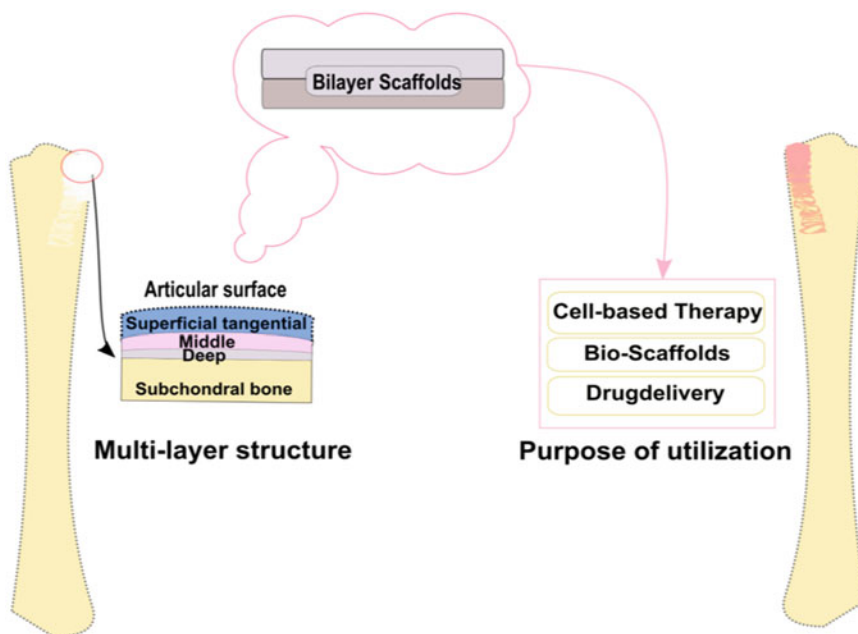 Bilayer Scaffolds
Articular surface
Superficial tangential
Middle
Deep
Subchondral bone
Multi-layer structure
Cell-based Therapy
Bio-Scaffolds
Drugdelivery
Purpose of utilization